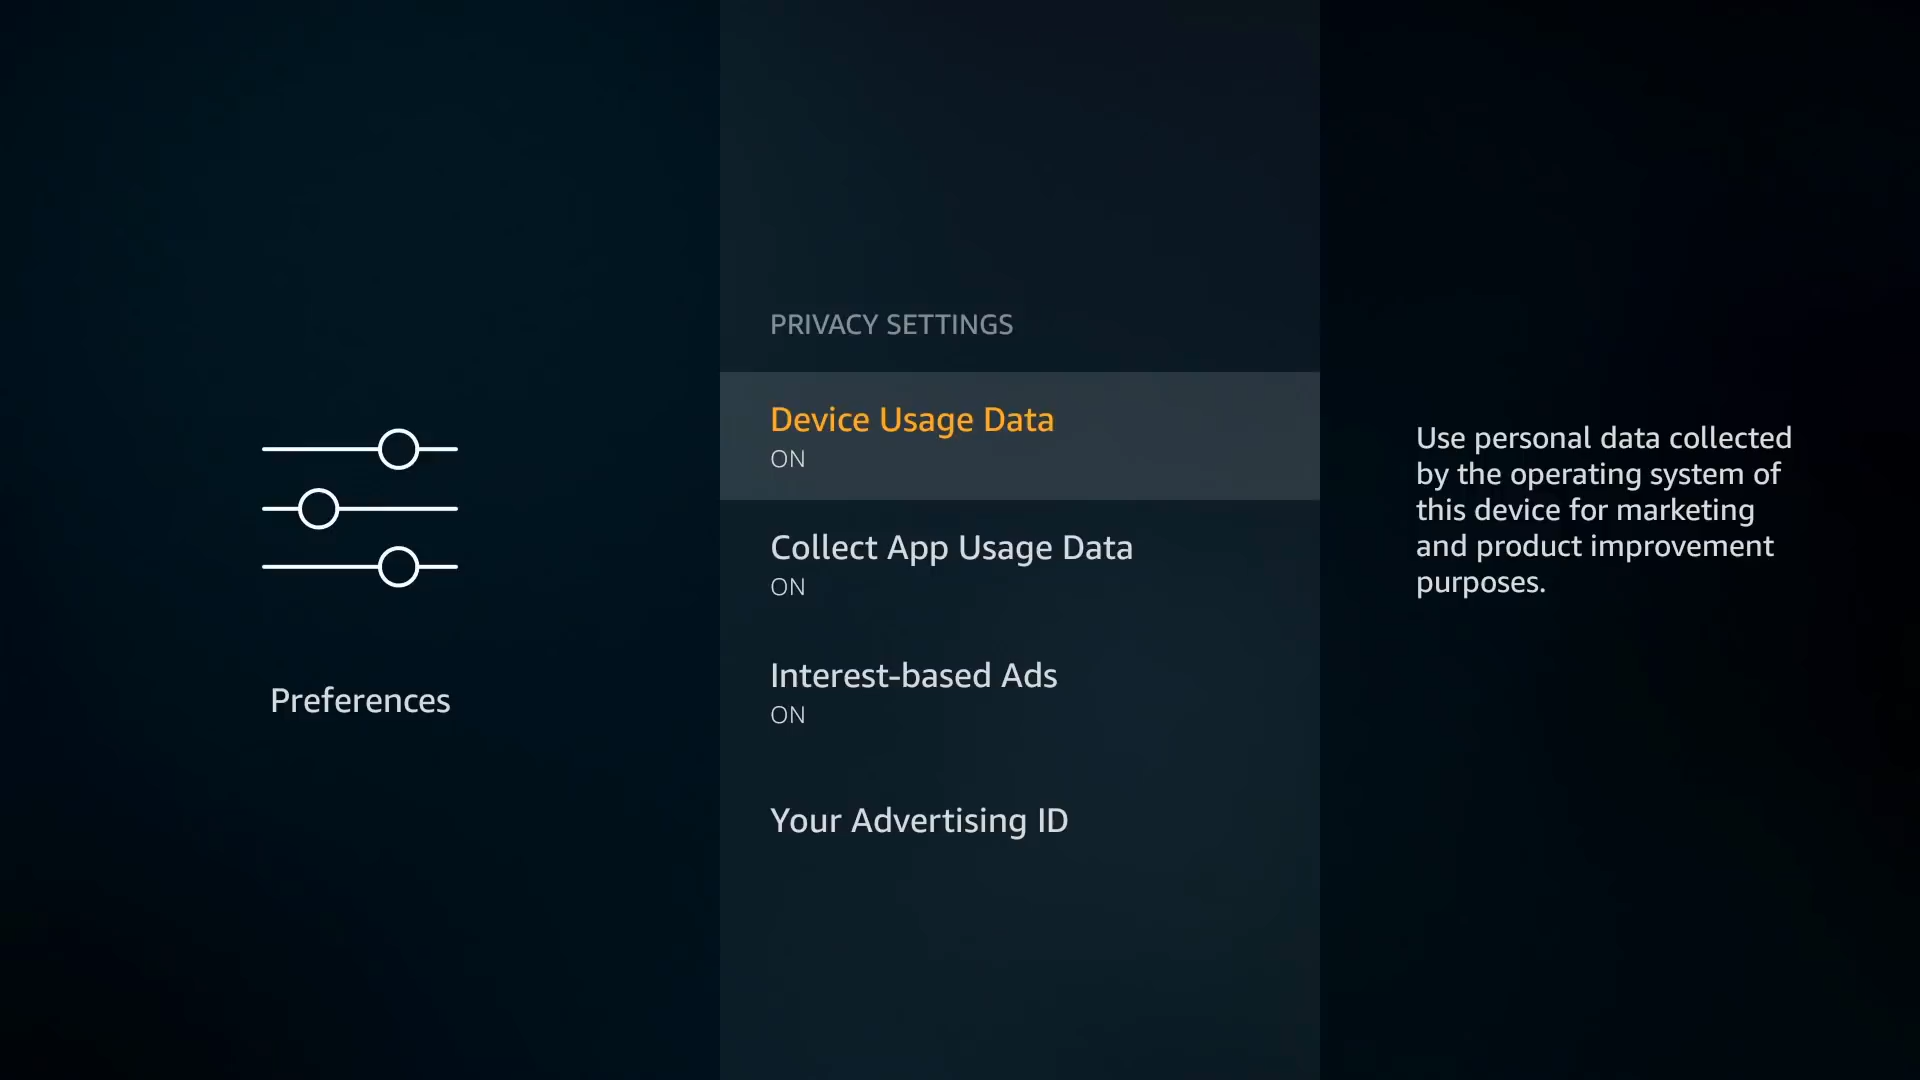 Preferences
PRIVACY SETTINGS
Device Usage Data
ON
Collect App Usage Data
ON
Interest-based Ads
ON
Your Advertising ID
Use personal data collected
by the operating system of
this device for marketing
and product improvement
purposes.